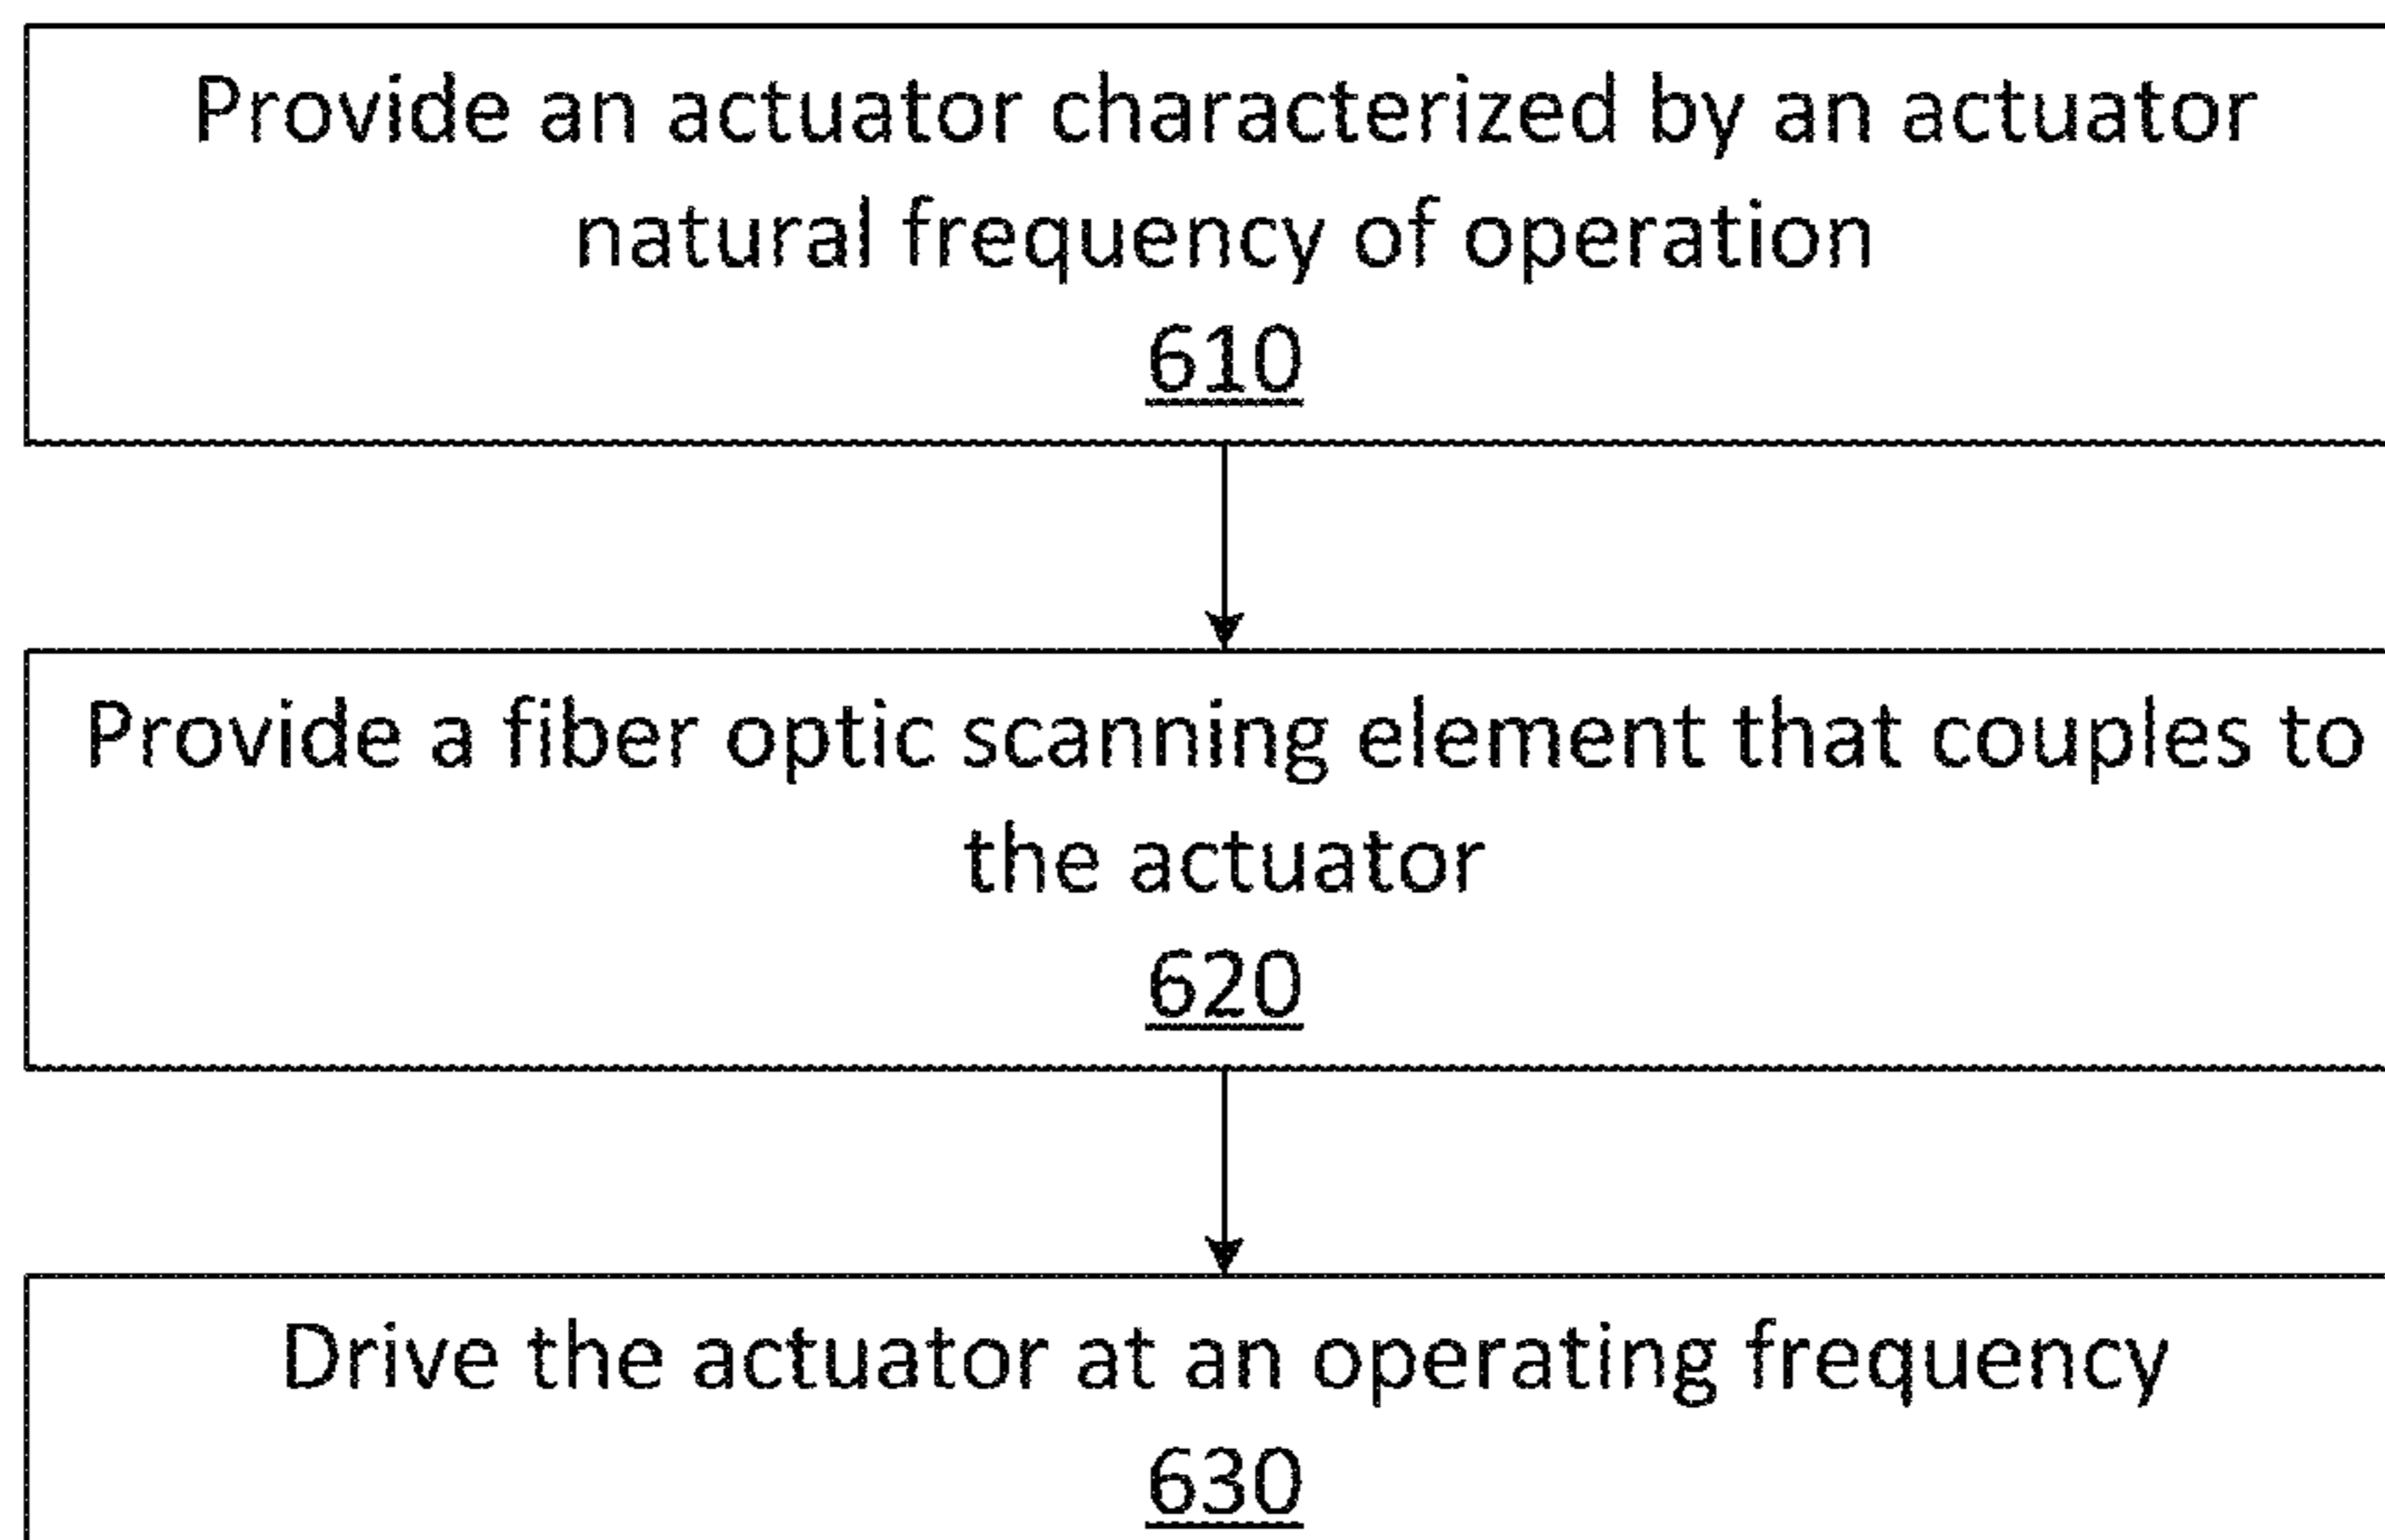 Provide an actuator characterized by an actuator
natural frequency of operation
610
Provide a fiber optic scanning element that couples to
the actuator
620
Drive the actuator at an operating frequency
630